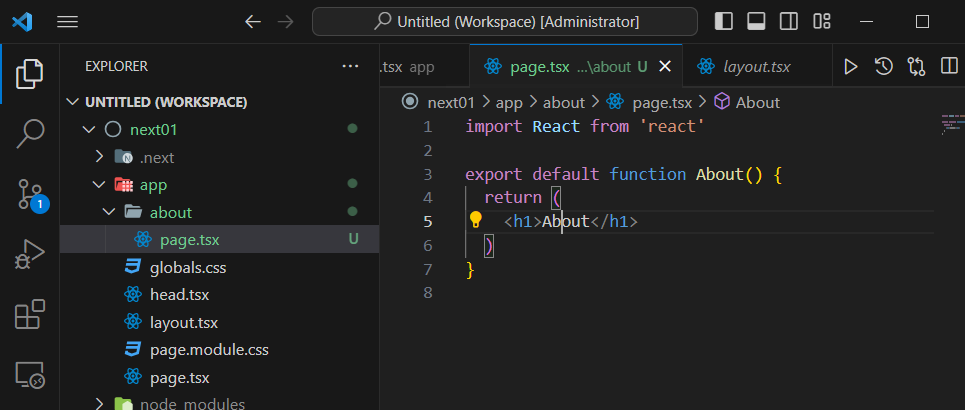 Untitled (Workspace) [Administrator]
EXPLORER
UNTITLED (WORKSPACE)
next01
.next
app
about
page.tsx U
globals.css
head.tsx
layout.tsx
page.module.css
page.tsx
node_modules
1
.tsx app
page.tsx ...\about U
layout.tsx
next01 > app > about > page.tsx > About
1 import React from 'react'
2
3 export default function About() {
4 return (
5 <h1>About</h1>
6 )
7 }
8